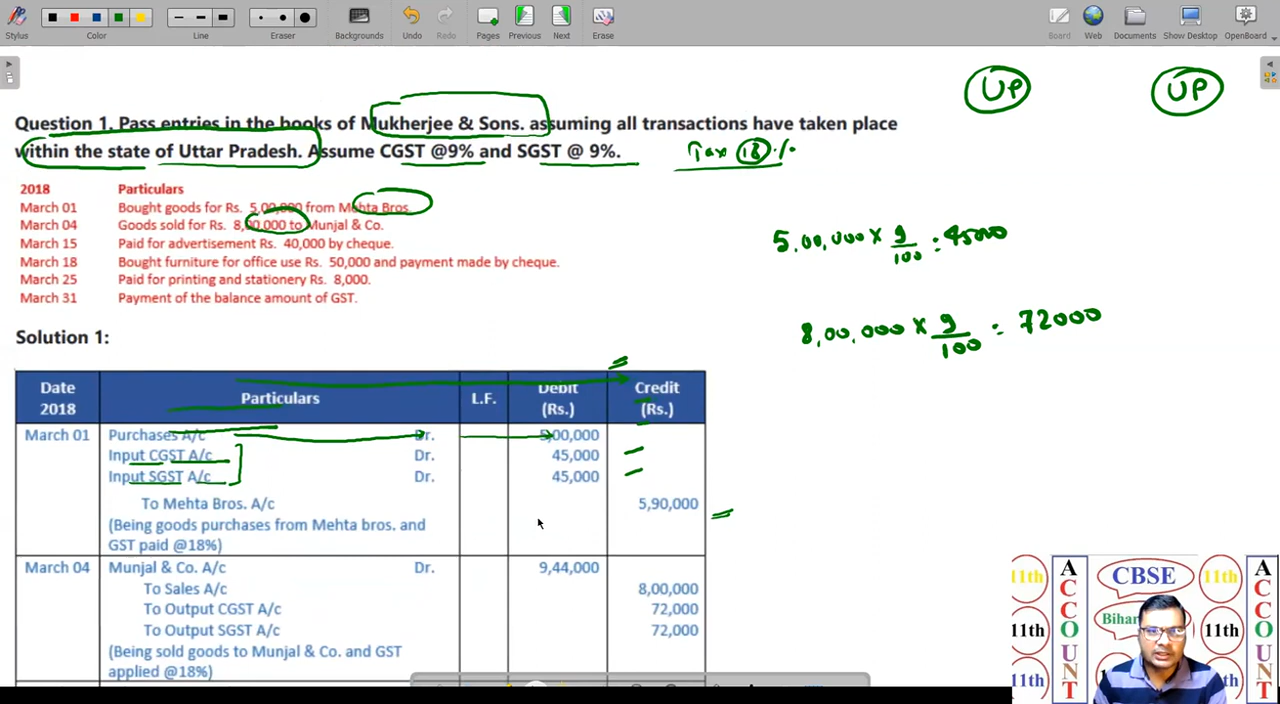 Stylus
Color
Line
Eraser
Backgrounds
Undo
Redo
Pages
Previous
Next
Erase
Board
Web
Documents
Show Desktop
OpenBoard
UP
UP
Question 1. Pass entries in the books of Mukherjee & Sons. assuming all transactions have taken place
within the state of Uttar Pradesh. Assume CGST @9% and SGST @ 9%.
Tax 18%
2018 Particulars
March 01 Bought goods for Rs. 5,00,000 from Mehta Bros.
March 04 Goods sold for Rs. 8,00,000 to Munjal & Co.
March 15 Paid for advertisement Rs. 40,000 by cheque.
March 18 Bought furniture for office use Rs. 50,000 and payment made by cheque.
March 25 Paid for printing and stationery Rs. 8,000.
March 31 Payment of the balance amount of GST.
5,00,000 × 9/100 = 45000
8,00,000 × 9/100 = 72000
Solution 1:
Date 2018 Particulars L.F. Debit (Rs.) Credit (Rs.)
March 01 Purchases A/c Dr. 5,00,000
Input CGST A/c Dr. 45,000
Input SGST A/c Dr. 45,000
To Mehta Bros. A/c 5,90,000
(Being goods purchases from Mehta bros. and
GST paid @18%)
March 04 Munjal & Co. A/c Dr. 9,44,000
To Sales A/c 8,00,000
To Output CGST A/c 72,000
To Output SGST A/c 72,000
(Being sold goods to Munjal & Co. and GST
applied @18%)
11th
11th
11th
ACCOUNT
CBSE
Bihar
11th
11th
11th
ACCOUNT